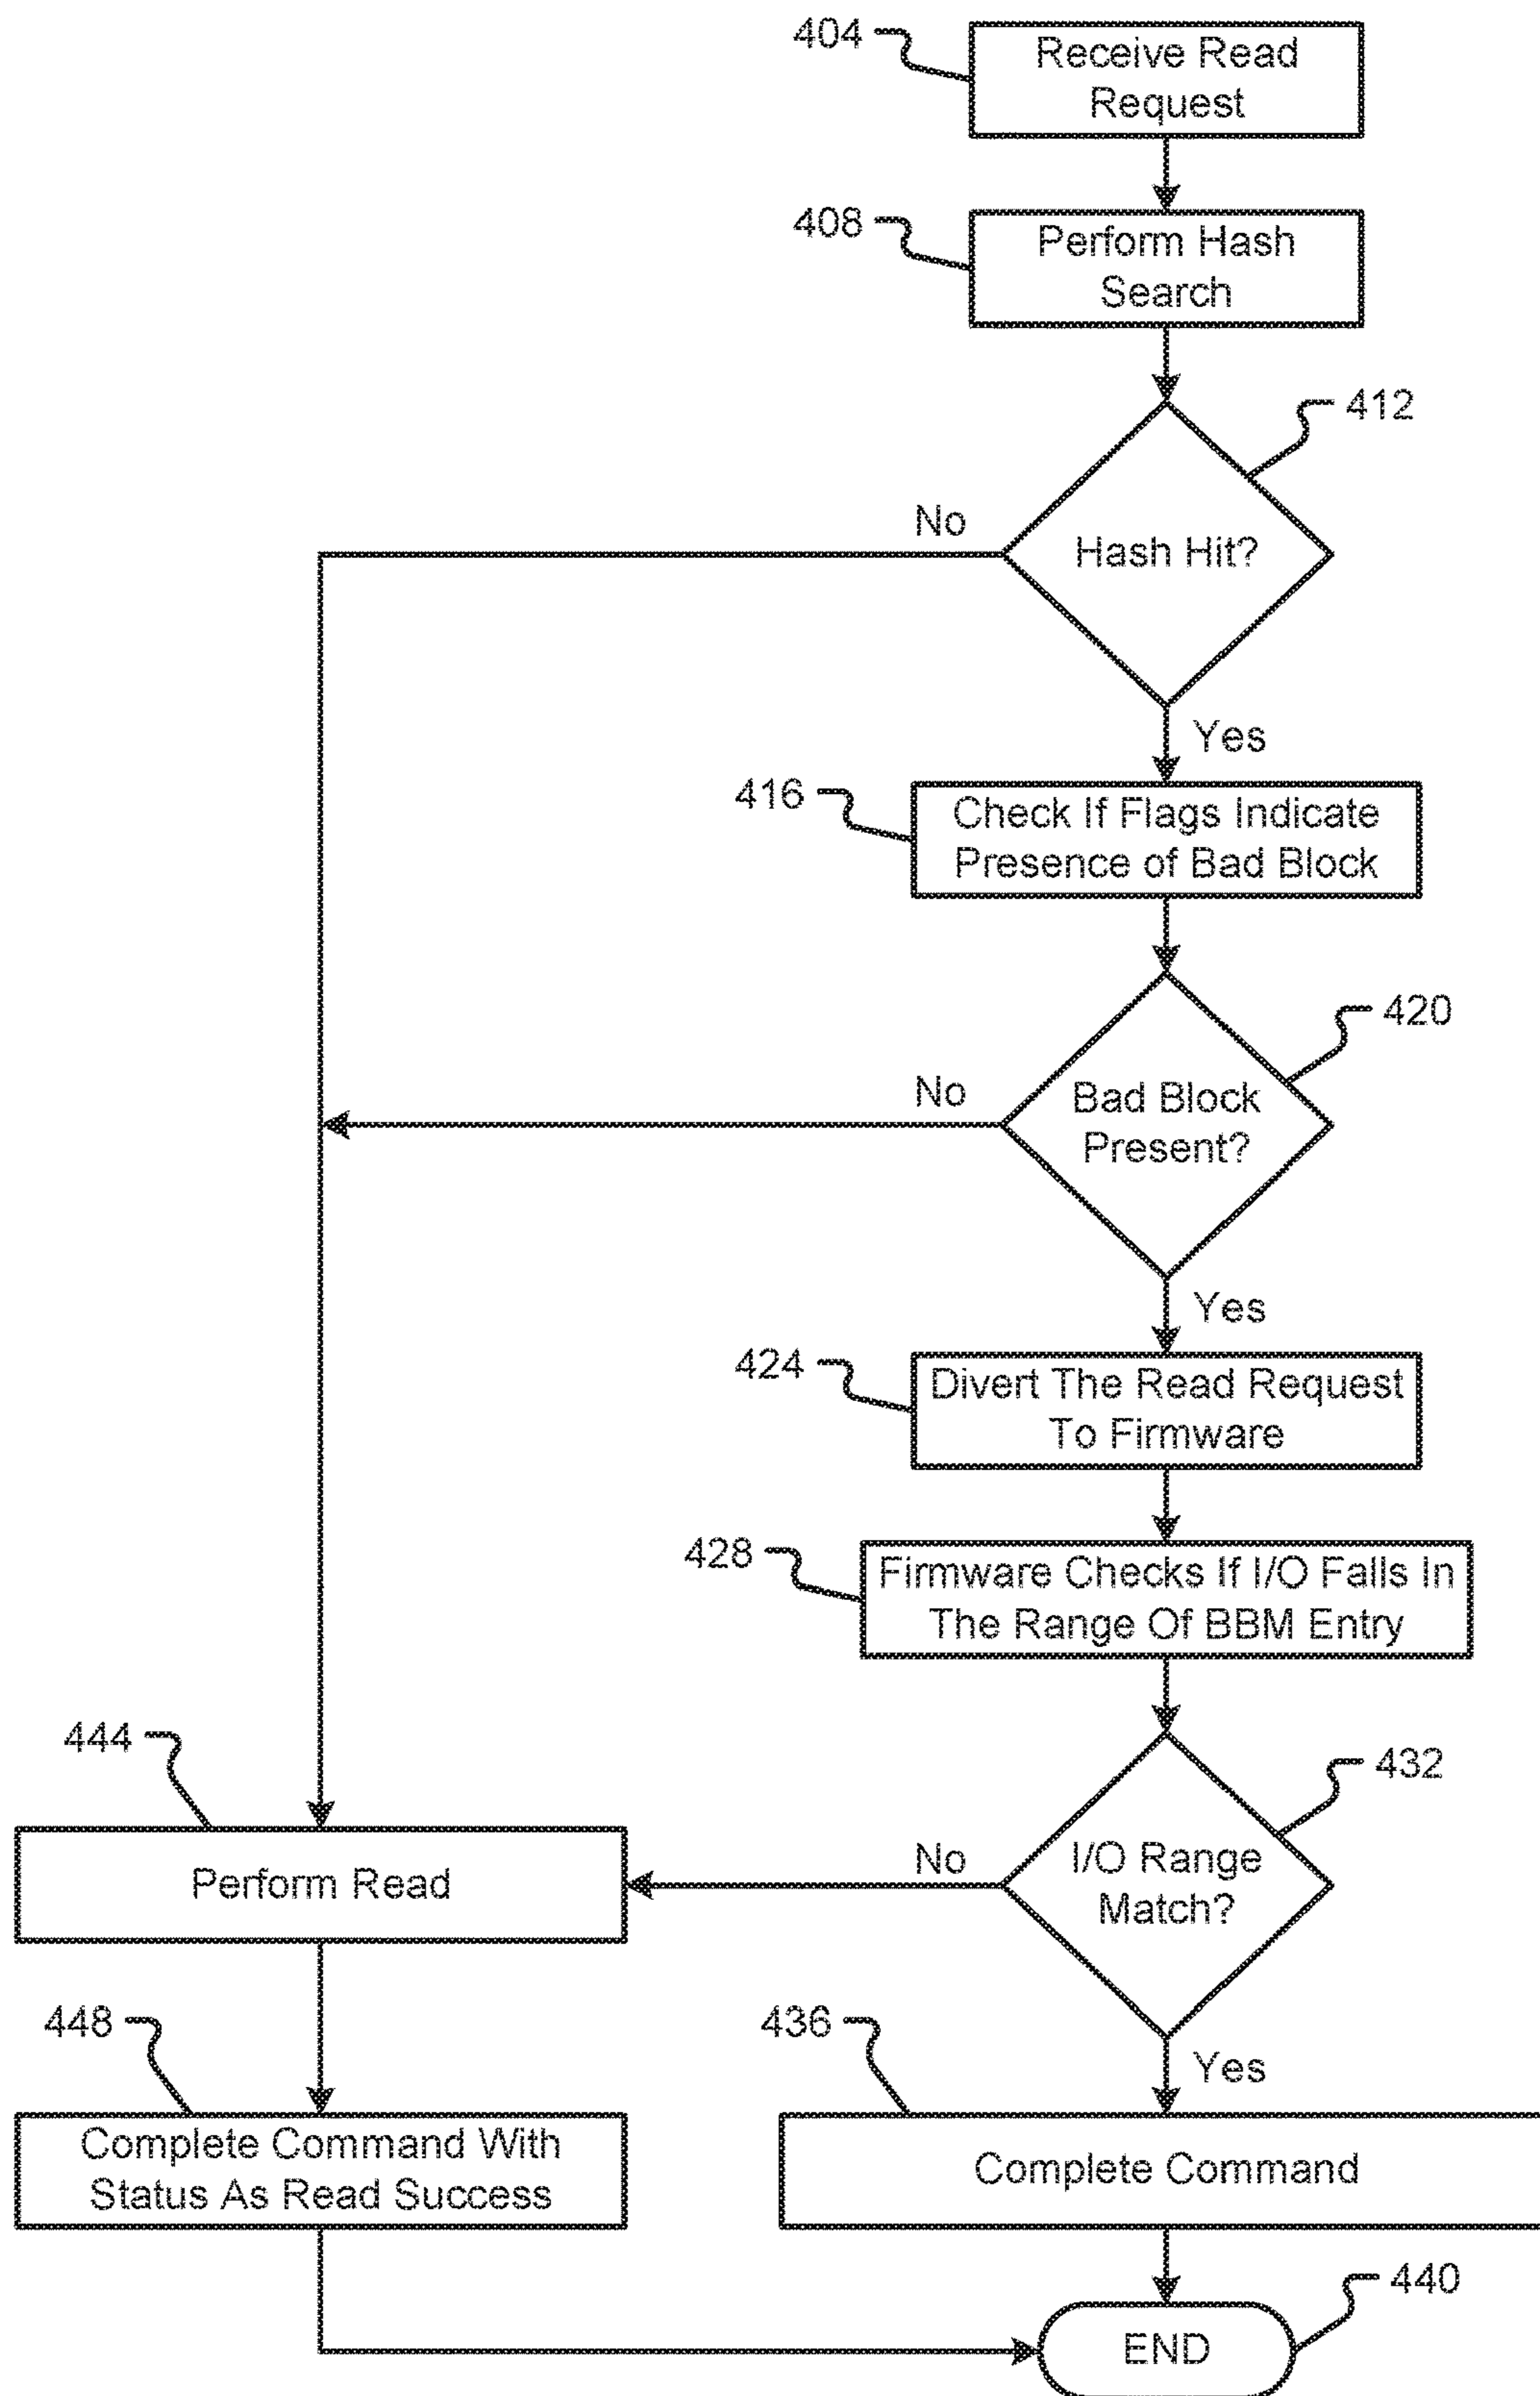 404
Receive Read
Request
408
Perform Hash
Search
412
Hash Hit?
No
Yes
416
Check If Flags Indicate
Presence of Bad Block
420
Bad Block
Present?
No
Yes
424
Divert The Read Request
To Firmware
428
Firmware Checks If I/O Falls In
The Range Of BBM Entry
444
432
Perform Read
No
I/O Range
Match?
448
436
Yes
Complete Command With
Status As Read Success
Complete Command
440
END